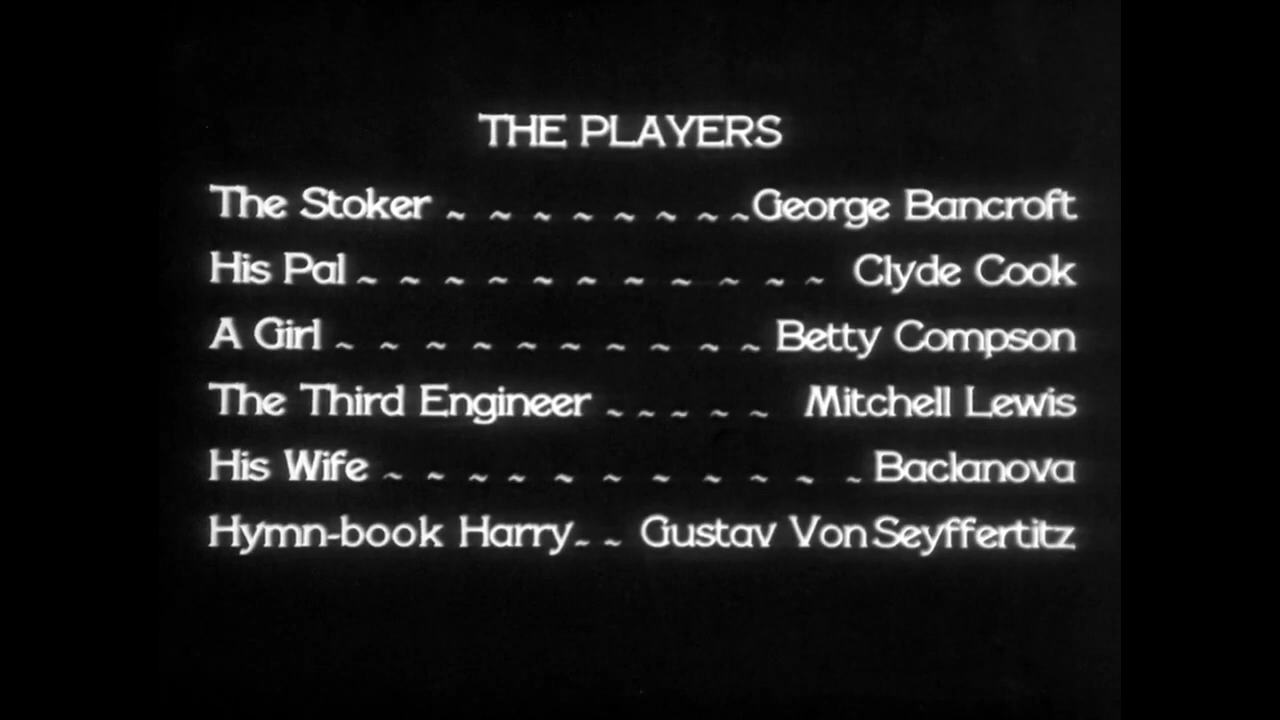 THE PLAYERS
The Stoker ~ ~ ~ ~ ~ ~ ~ ~ George Bancroft
His Pal ~ ~ ~ ~ ~ ~ ~ ~ ~ ~ ~ Clyde Cook
A Girl ~ ~ ~ ~ ~ ~ ~ ~ ~ ~ Betty Compson
The Third Engineer ~ ~ ~ ~ ~ Mitchell Lewis
His Wife ~ ~ ~ ~ ~ ~ ~ ~ ~ ~ ~ Baclanova
Hymn-book Harry ~ ~ Gustav Von Seyffertitz